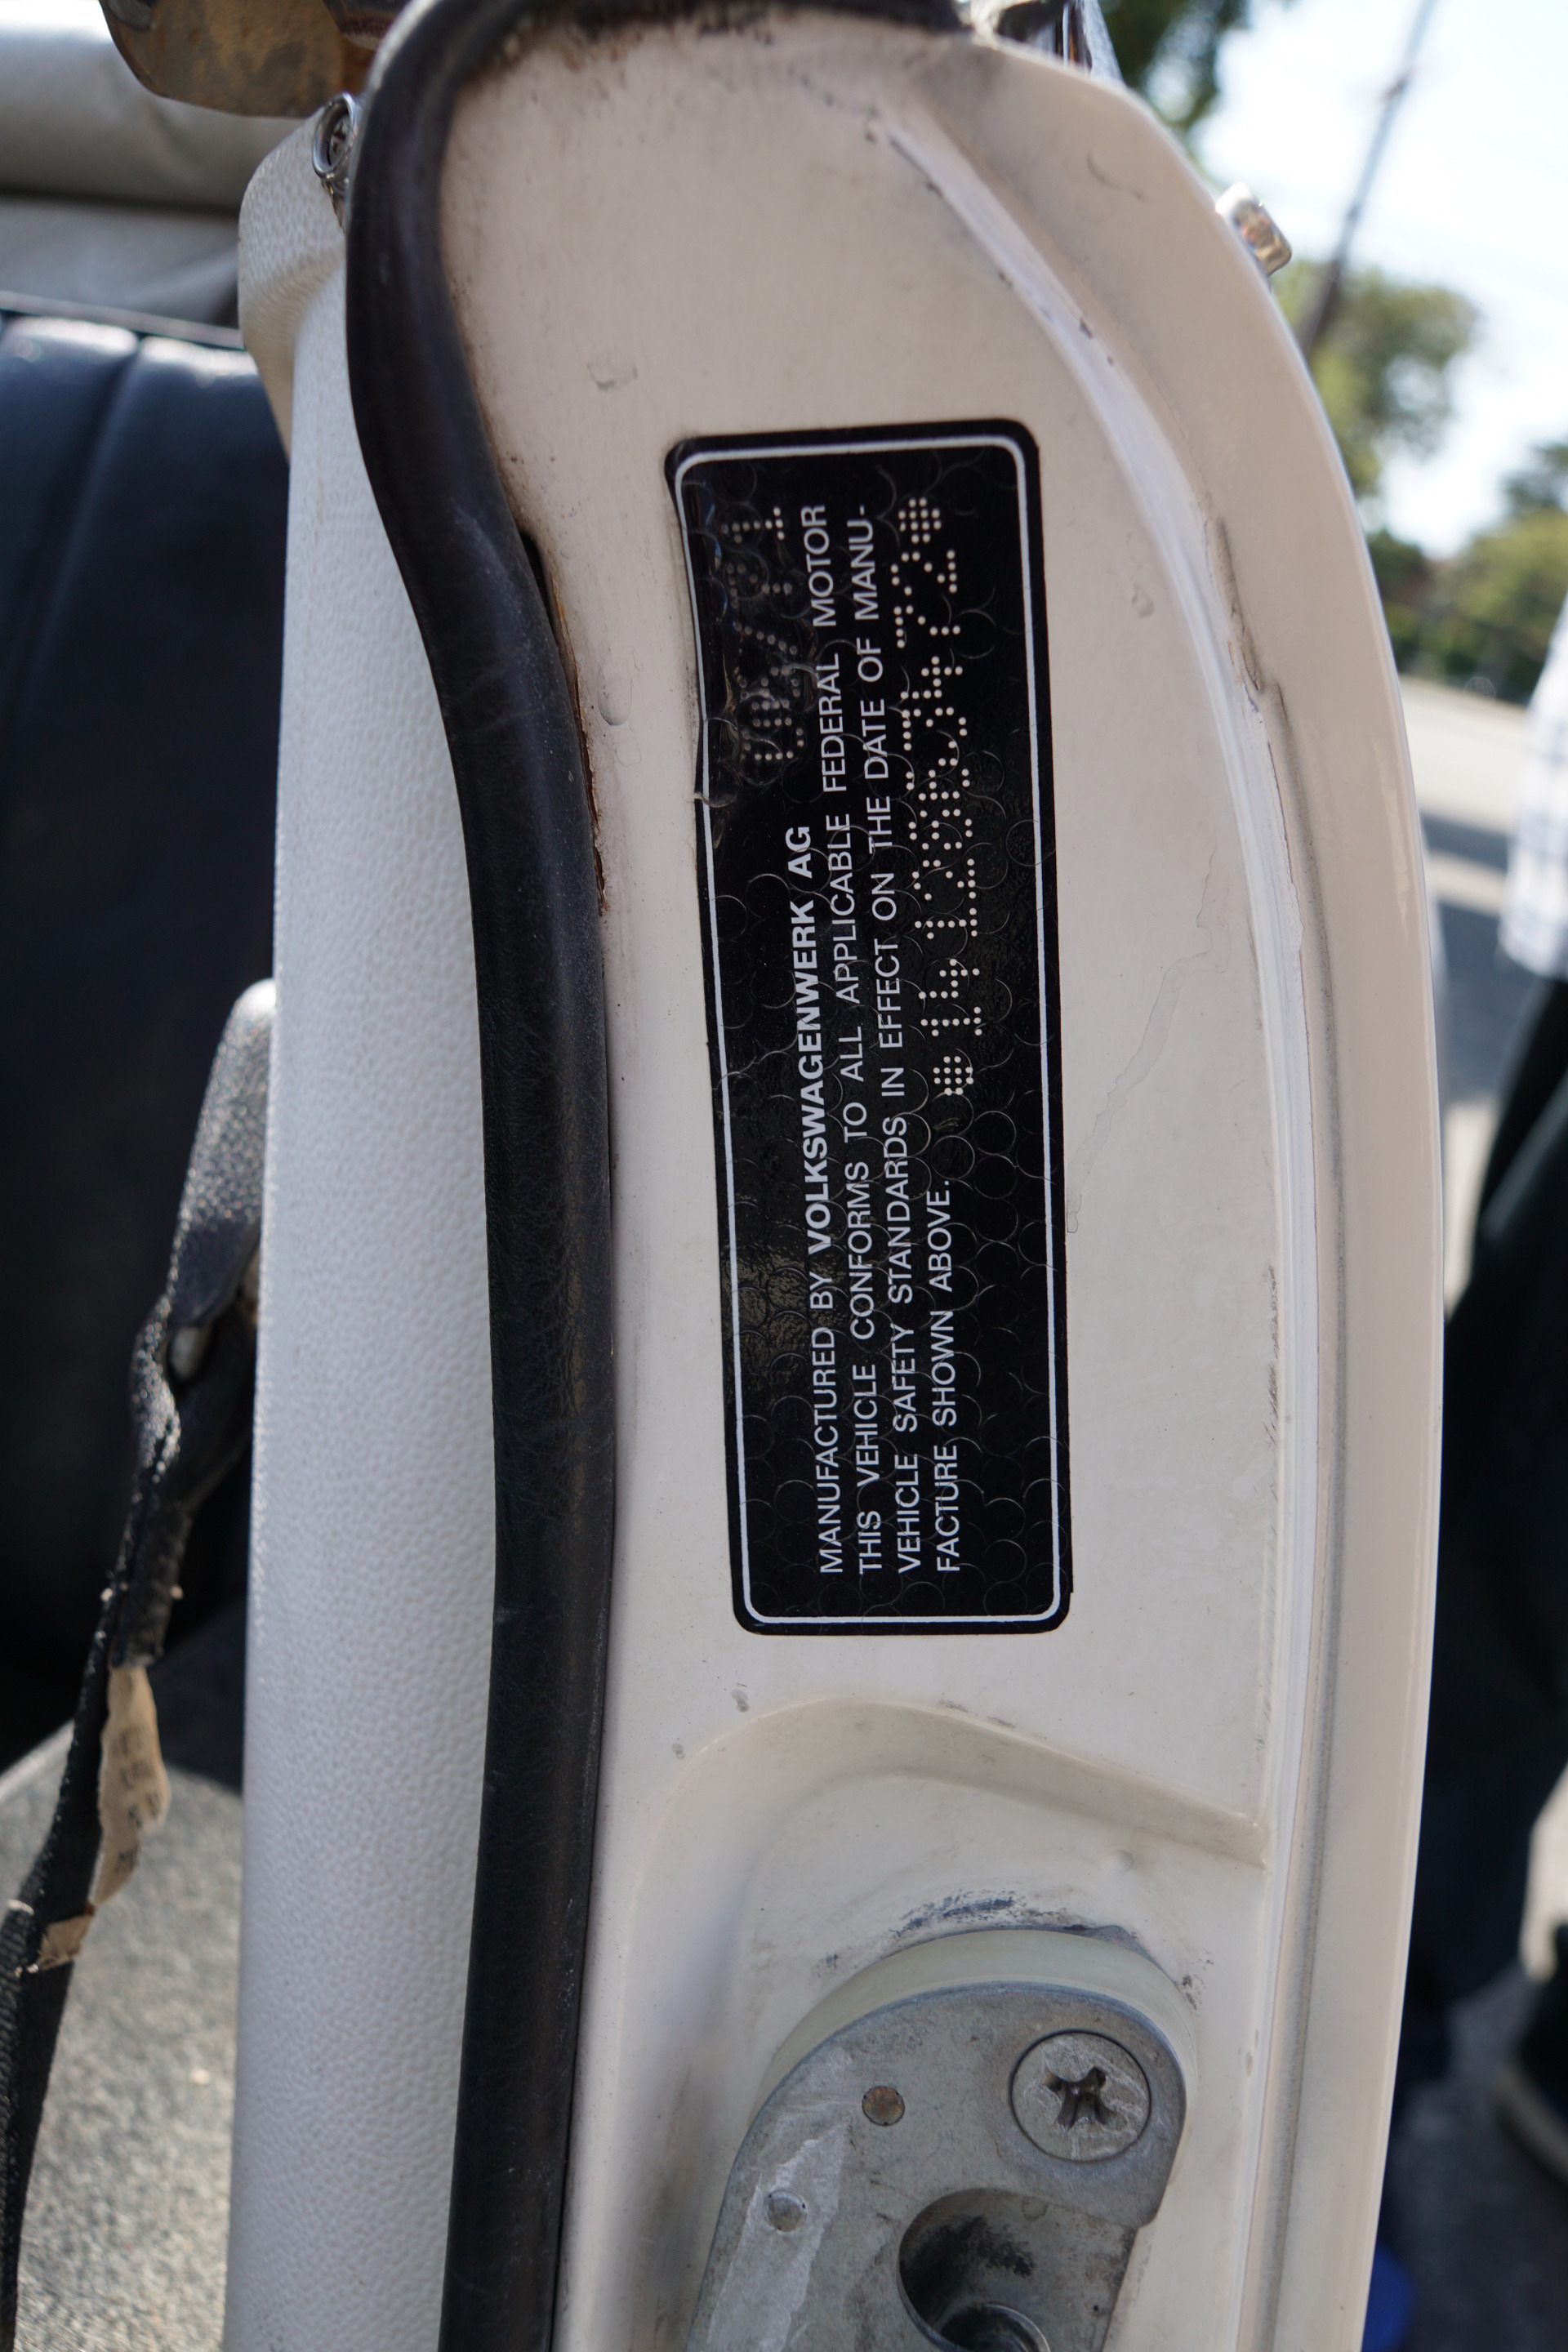 MANUFACTURED BY VOLKSWAGENWERK AG
THIS VEHICLE CONFORMS TO ALL APPLICABLE FEDERAL MOTOR
VEHICLE SAFETY STANDARDS IN EFFECT ON THE DATE OF MANU-
FACTURE SHOWN ABOVE.